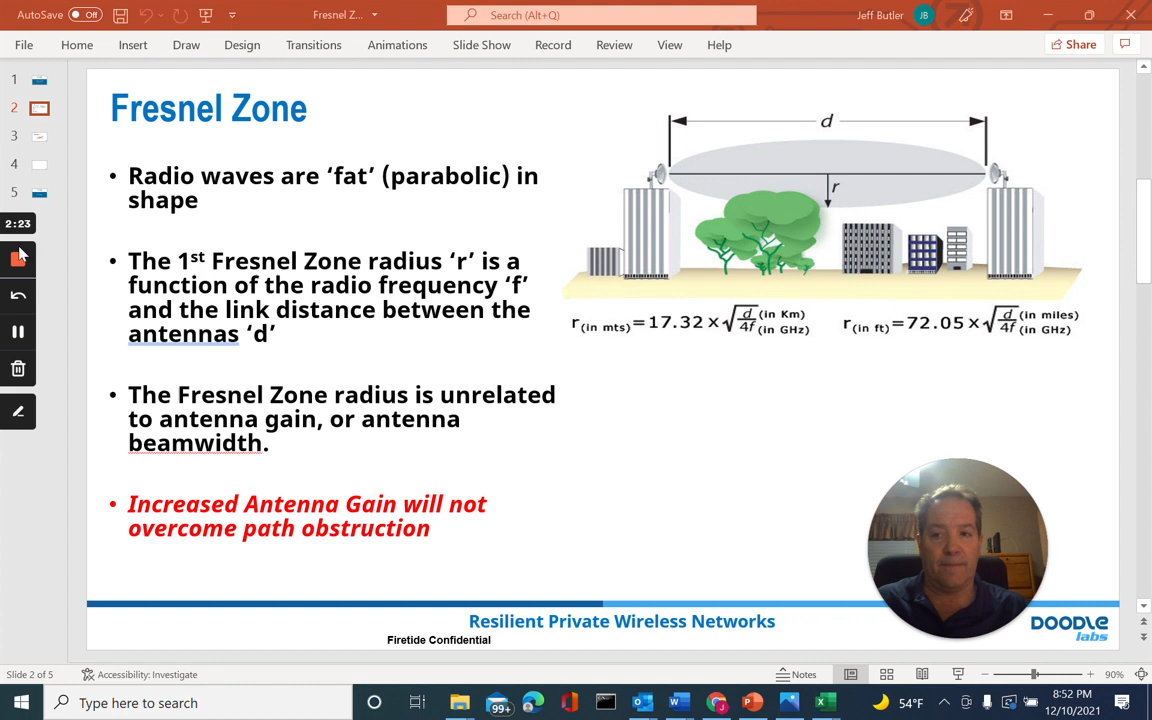 AutoSave Off
Fresnel Z...
Search (Alt+Q)
Jeff Butler
JB
File Home Insert Draw Design Transitions Animations Slide Show Record Review View Help
Share
1
2
3
4
5
2:23
Fresnel Zone
• Radio waves are ‘fat’ (parabolic) in
shape
• The 1st Fresnel Zone radius ‘r’ is a
function of the radio frequency ‘f’
and the link distance between the
antennas ‘d’
• The Fresnel Zone radius is unrelated
to antenna gain, or antenna
beamwidth.
• Increased Antenna Gain will not
overcome path obstruction
d
r
r(in mts)=17.32×√d/4f (in Km) (in GHz)
r(in ft)=72.05×√d/4f (in miles) (in GHz)
Resilient Private Wireless Networks
Firetide Confidential
DOODLE
labs
Slide 2 of 5
Accessibility: Investigate
Notes
90%
Type here to search
99+
54°F
8:52 PM
12/10/2021